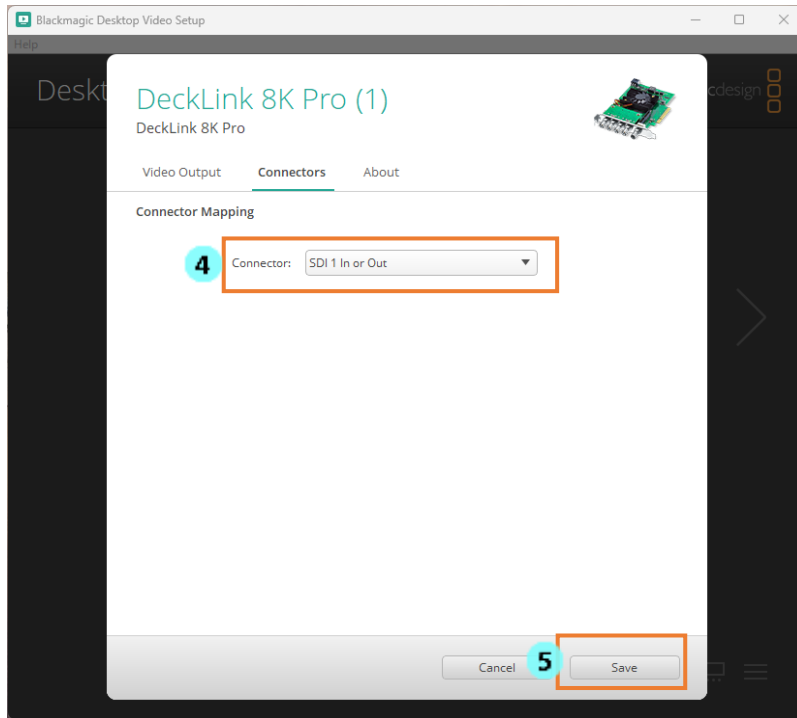 Blackmagic Desktop Video Setup
Help
Deskt
cdesign
DeckLink 8K Pro (1)
DeckLink 8K Pro
Video Output Connectors About
Connector Mapping
4 Connector: SDI 1 In or Out
Cancel 5 Save